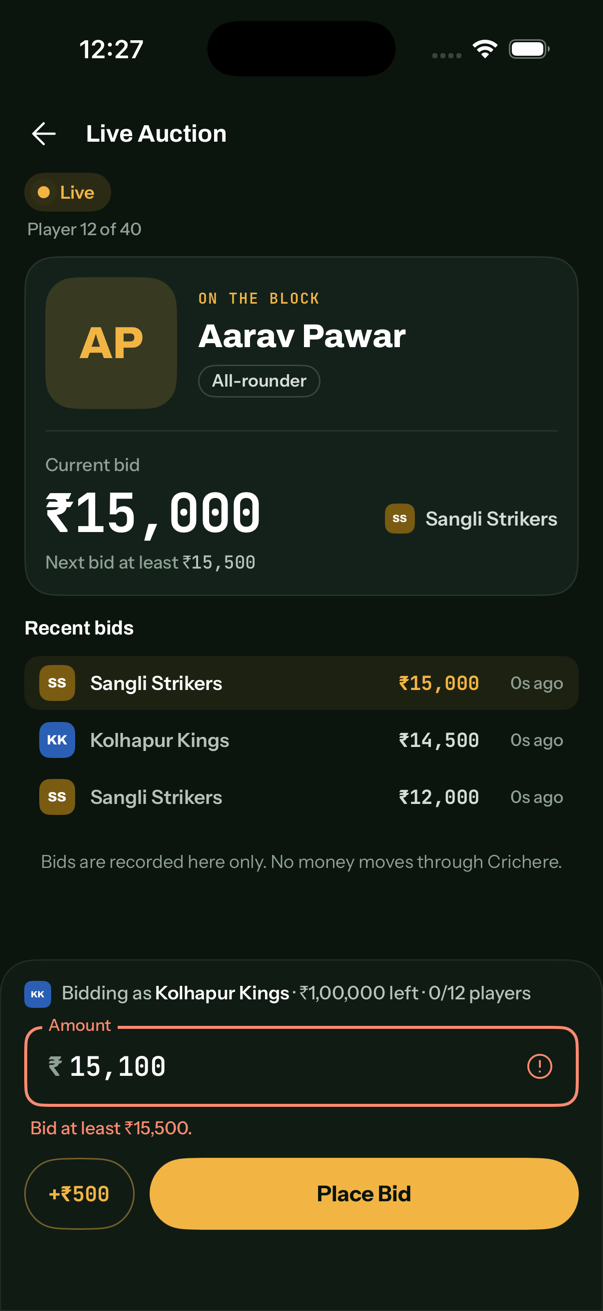 12:27
Live Auction
Live
Player 12 of 40
AP
ON THE BLOCK
Aarav Pawar
All-rounder
Current bid
₹15,000
SS Sangli Strikers
Next bid at least ₹15,500
Recent bids
SS Sangli Strikers ₹15,000 0s ago
KK Kolhapur Kings ₹14,500 0s ago
SS Sangli Strikers ₹12,000 0s ago
Bids are recorded here only. No money moves through Crichere.
KK Bidding as Kolhapur Kings · ₹1,00,000 left · 0/12 players
Amount
₹ 15,100
Bid at least ₹15,500.
+₹500 Place Bid